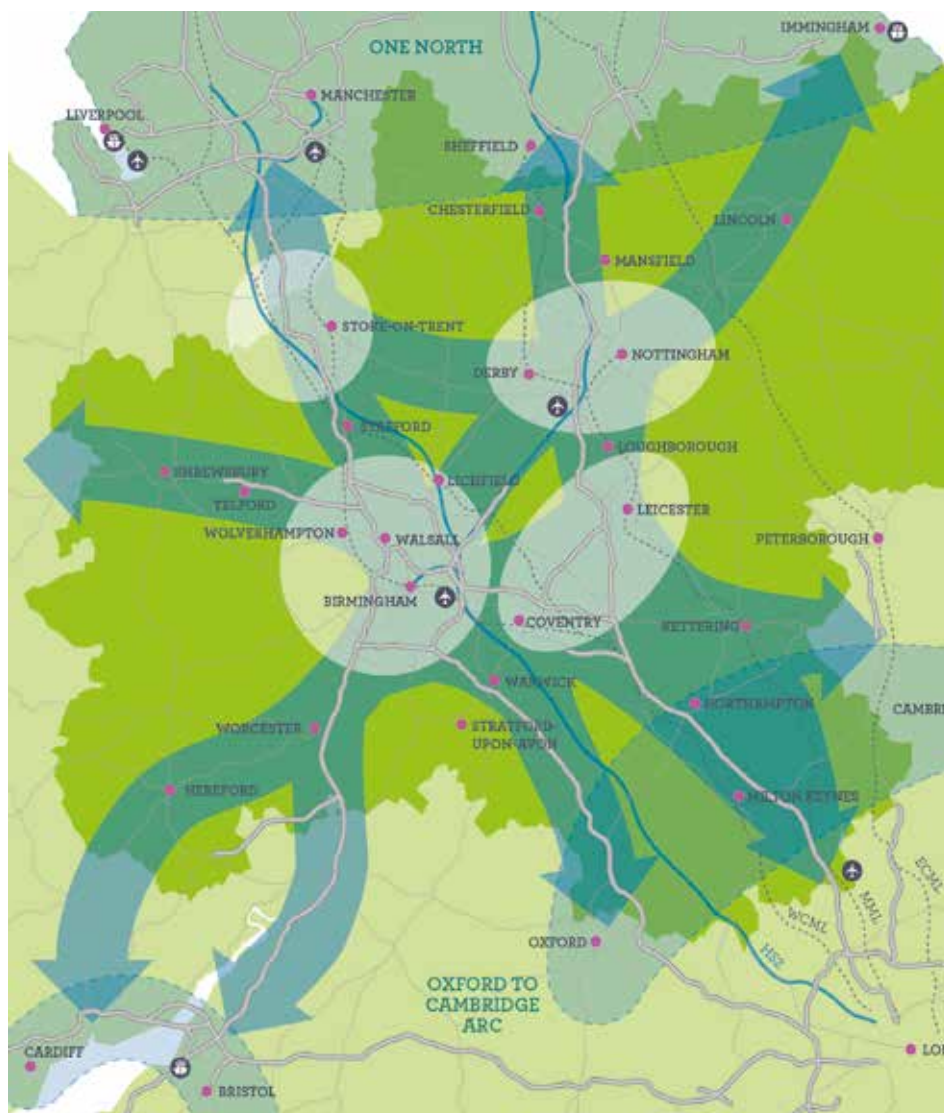 IMMINGHAM
ONE NORTH
MANCHESTER
LIVERPOOL
SHEFFIELD
CHESTERFIELD
LINCOLN
MANSFIELD
STOKE-ON-TRENT
NOTTINGHAM
DERBY
STAFFORD
LOUGHBOROUGH
SHREWSBURY
LICHFIELD
TELFORD
LEICESTER
WOLVERHAMPTON
WALSALL
PETERBOROUGH
BIRMINGHAM
COVENTRY
KETTERING
WARWICK
NORTHAMPTON
CAMBRI
WORCESTER
STRATFORD-
UPON-AVON
HEREFORD
MILTON KEYNES
ECML
MML
WCML
OXFORD
HS2
OXFORD TO
CAMBRIDGE
ARC
CARDIFF
LO
BRISTOL